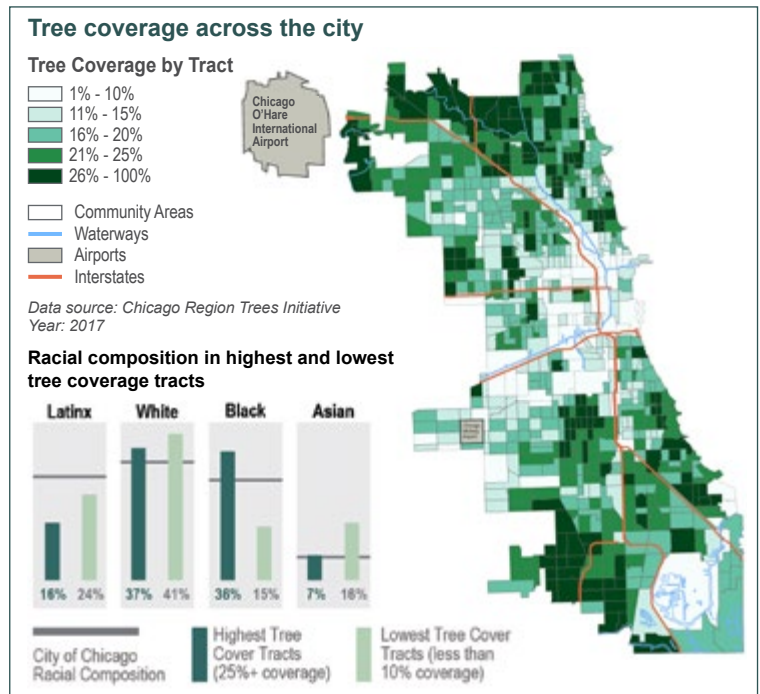 Tree coverage across the city
Tree Coverage by Tract
1% - 10%
11% - 15%
16% - 20%
21% - 25%
26% - 100%
Community Areas
Waterways
Airports
Interstates
Data source: Chicago Region Trees Initiative
Year: 2017
Chicago
O'Hare
International
Airport
Racial composition in highest and lowest
tree coverage tracts
Latinx White Black Asian
16% 24% 37% 41% 36% 15% 7% 16%
City of Chicago
Racial Composition
Highest Tree
Cover Tracts
(25%+ coverage)
Lowest Tree Cover
Tracts (less than
10% coverage)